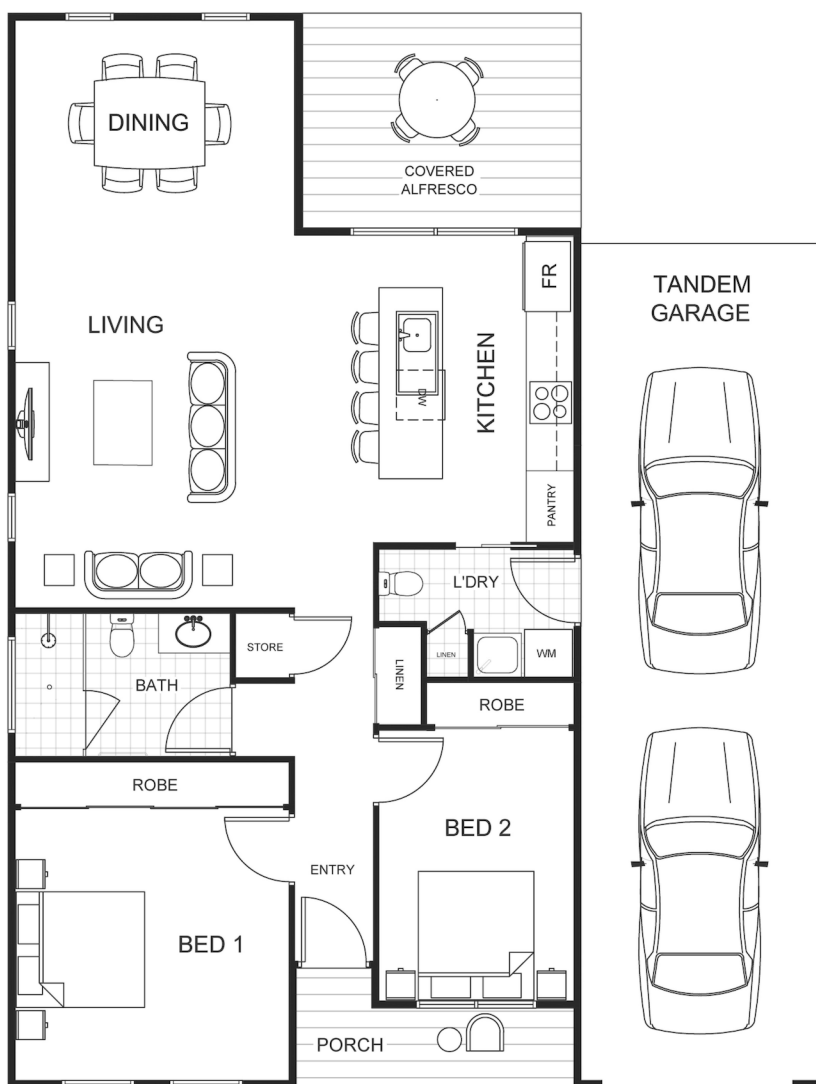 DINING
COVERED
ALFRESCO
TANDEM
GARAGE
FR
LIVING
KITCHEN
DW
PANTRY
L'DRY
STORE
LINEN
LINEN
WM
BATH
ROBE
ROBE
BED 2
ENTRY
BED 1
PORCH